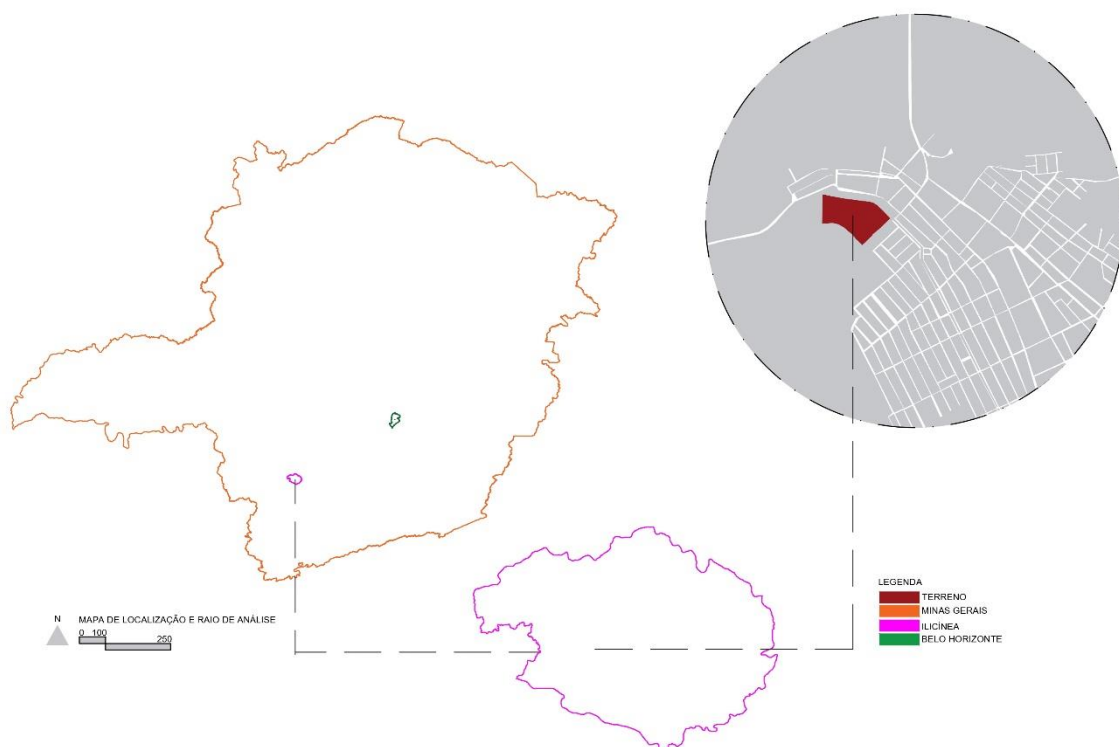 N MAPA DE LOCALIZAÇÃO E RAIO DE ANÁLISE
0 100 250
LEGENDA
TERRENO
MINAS GERAIS
ILICÍNEA
BELO HORIZONTE